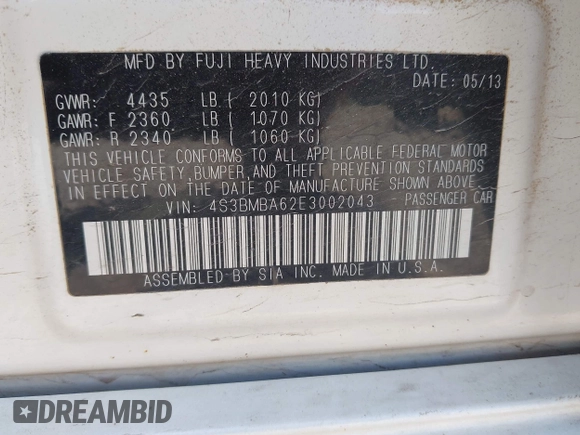 MFD BY FUJI HEAVY INDUSTRIES LTD.
DATE: 05/13
GVWR: 4435 LB ( 2010 KG)
GAWR: F 2360 LB ( 1070 KG)
GAWR: R 2340 LB ( 1060 KG)
THIS VEHICLE CONFORMS TO ALL APPLICABLE FEDERAL MOTOR
VEHICLE SAFETY, BUMPER, AND THEFT PREVENTION STANDARDS
IN EFFECT ON THE DATE OF MANUFACTURE SHOWN ABOVE.
VIN: 4S3BMBA62E3002043 PASSENGER CAR
ASSEMBLED BY SIA INC. MADE IN U.S.A.
DREAMBID